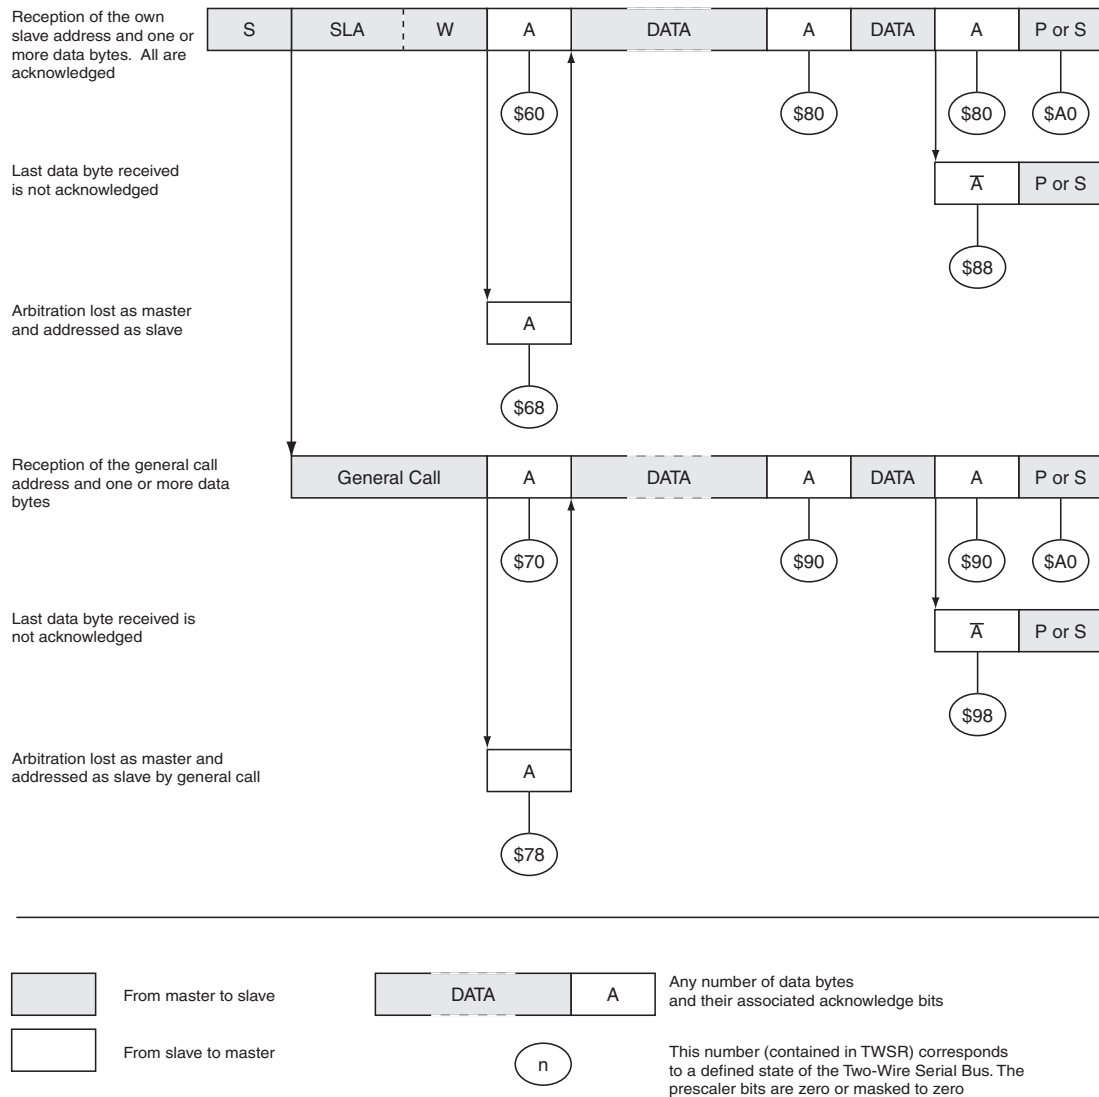 Reception of the own
slave address and one or
more data bytes. All are
acknowledged
S SLA W A DATA A DATA A P or S
$60 $80 $80 $A0
Last data byte received
is not acknowledged
A̅ P or S
$88
Arbitration lost as master
and addressed as slave
A
$68
Reception of the general call
address and one or more data
bytes
General Call A DATA A DATA A P or S
$70 $90 $90 $A0
Last data byte received is
not acknowledged
A̅ P or S
$98
Arbitration lost as master and
addressed as slave by general call
A
$78
From master to slave
DATA A
Any number of data bytes
and their associated acknowledge bits
From slave to master
n
This number (contained in TWSR) corresponds
to a defined state of the Two-Wire Serial Bus. The
prescaler bits are zero or masked to zero